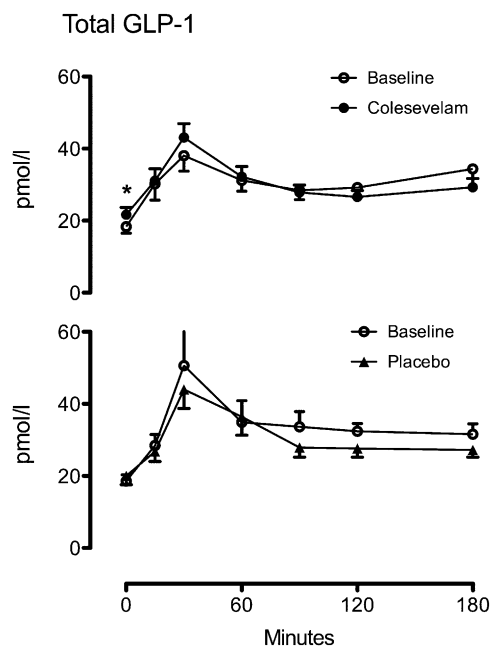 Total GLP-1
60
40
20
0
pmol/l
Baseline
Colesevelam
*
60
40
20
0
pmol/l
Baseline
Placebo
0 60 120 180
Minutes